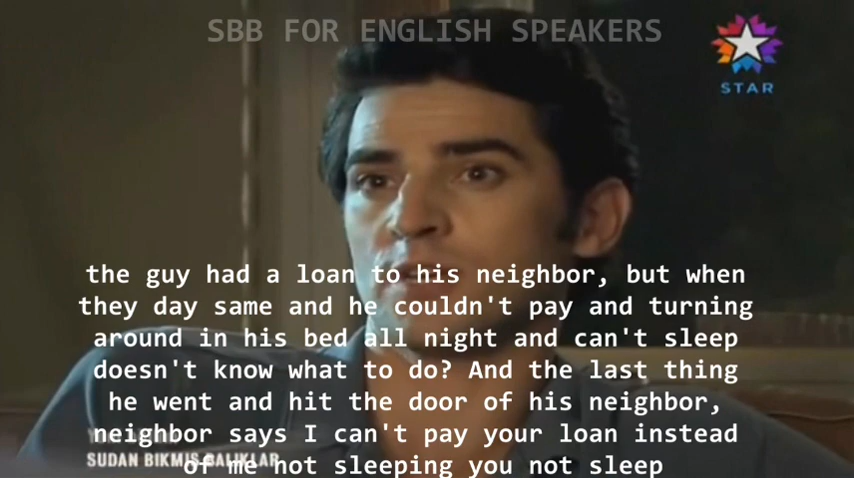 SBB FOR ENGLISH SPEAKERS
STAR
the guy had a loan to his neighbor, but when
they day same and he couldn't pay and turning
around in his bed all night and can't sleep
doesn't know what to do? And the last thing
he went and hit the door of his neighbor,
neighbor says I can't pay your loan instead
of me not sleeping you not sleep
SUDAN BIKMIŞ BALIKLAR